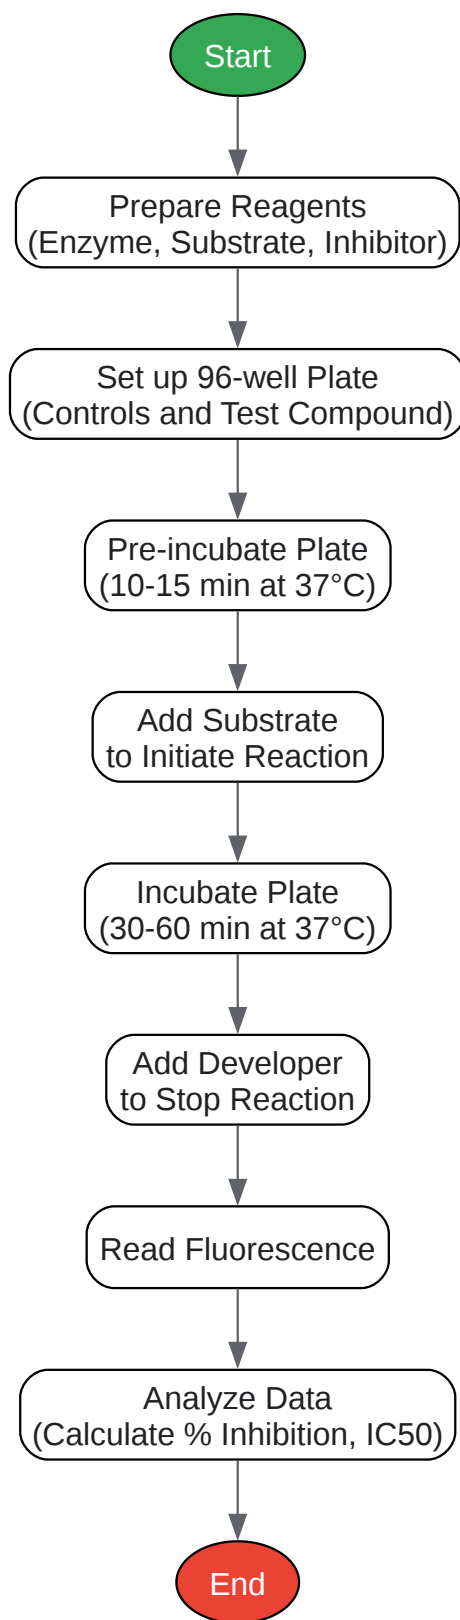 Start
Prepare Reagents
(Enzyme, Substrate, Inhibitor)
Set up 96-well Plate
(Controls and Test Compound)
Pre-incubate Plate
(10-15 min at 37°C)
Add Substrate
to Initiate Reaction
Incubate Plate
(30-60 min at 37°C)
Add Developer
to Stop Reaction
Read Fluorescence
Analyze Data
(Calculate % Inhibition, IC50)
End